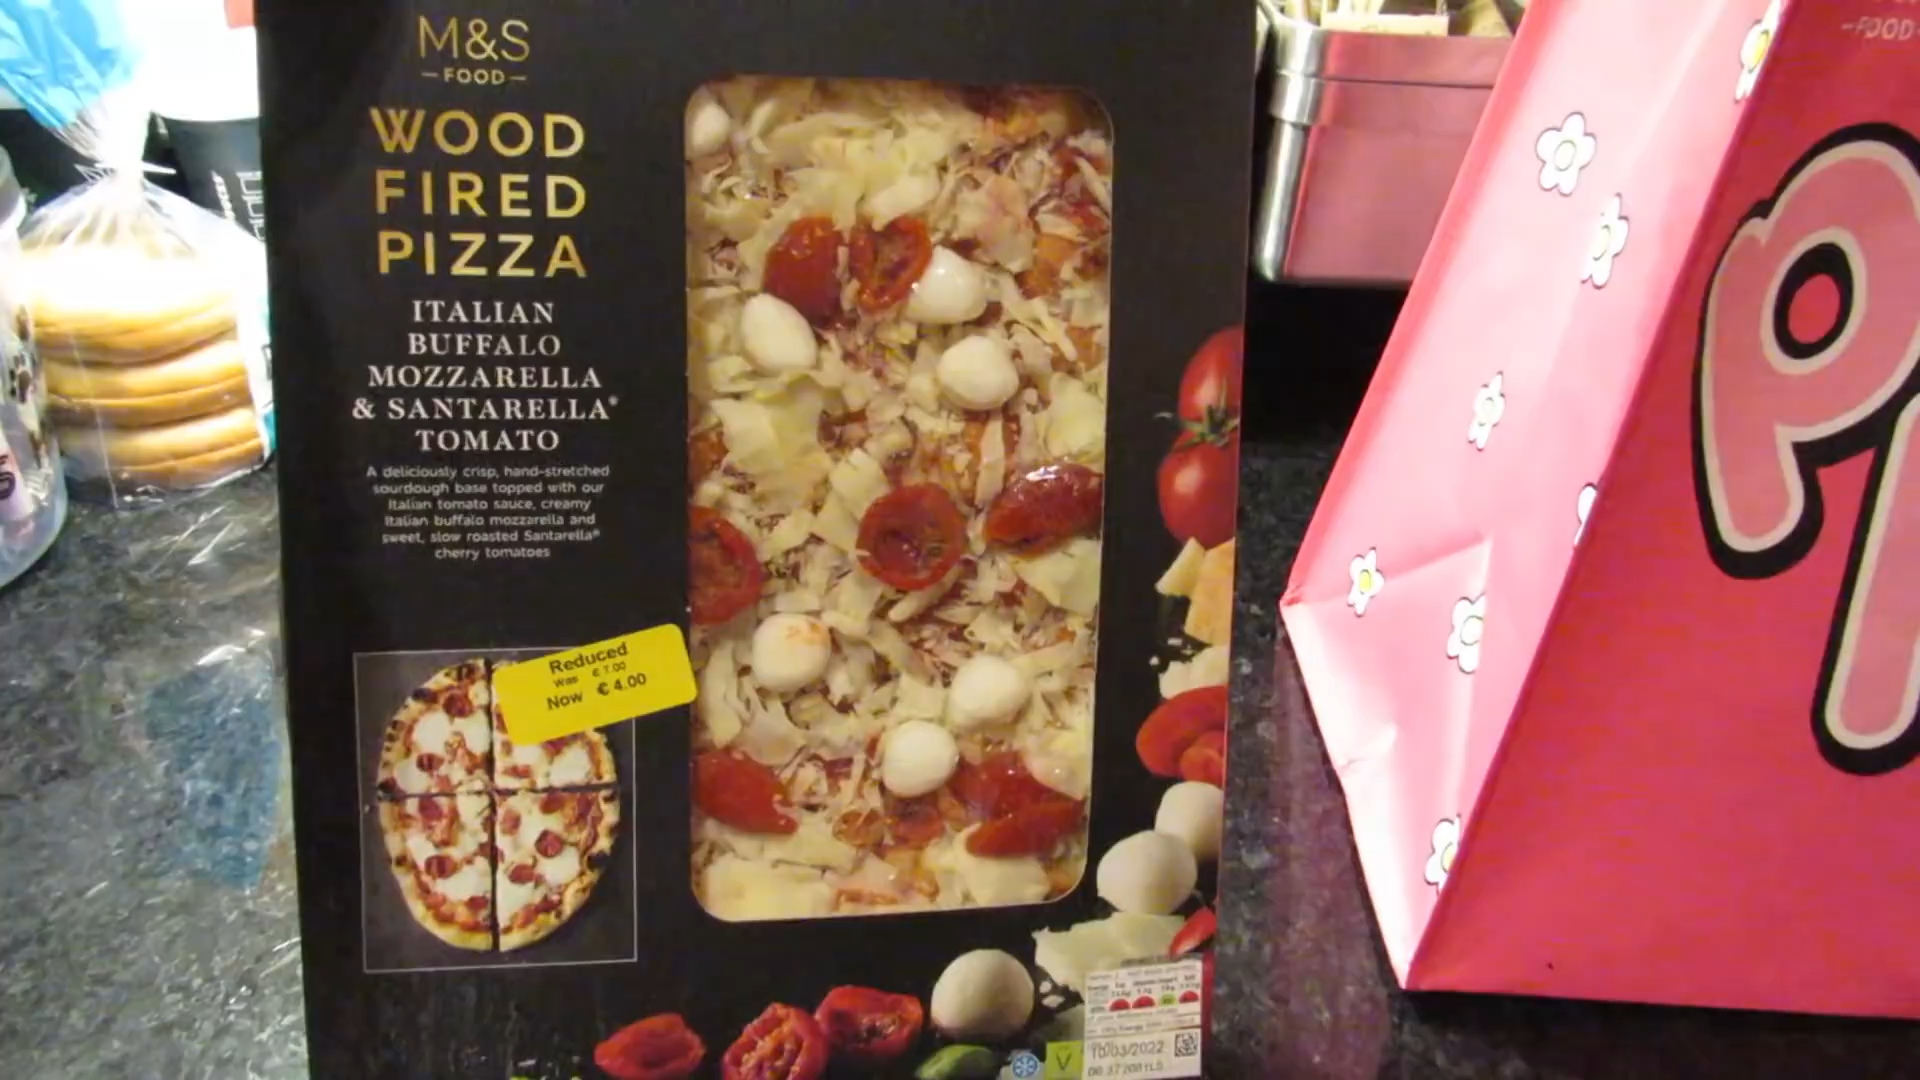 M&S
FOOD
WOOD
FIRED
PIZZA
ITALIAN
BUFFALO
MOZZARELLA
& SANTARELLA®
TOMATO
A deliciously crisp, hand-stretched
sourdough base topped with our
Italian tomato sauce, creamy
Italian buffalo mozzarella and
sweet, slow roasted Santarella®
cherry tomatoes
Reduced
Was € 7.00
Now € 4.00
10/03/2022
V
-FOOD-